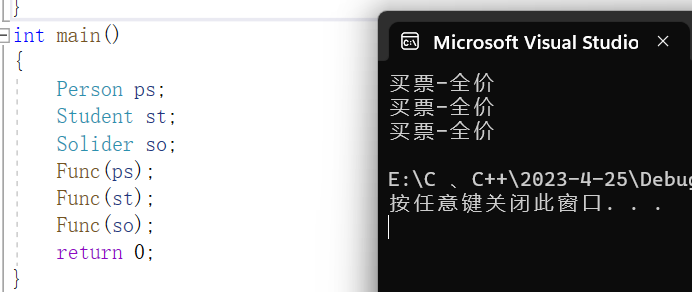 }
int main()
{
Person ps;
Student st;
Solider so;
Func(ps);
Func(st);
Func(so);
return 0;
}
Microsoft Visual Studio
买票-全价
买票-全价
买票-全价
E:\C 、C++\2023-4-25\Debug
按任意键关闭此窗口. . .